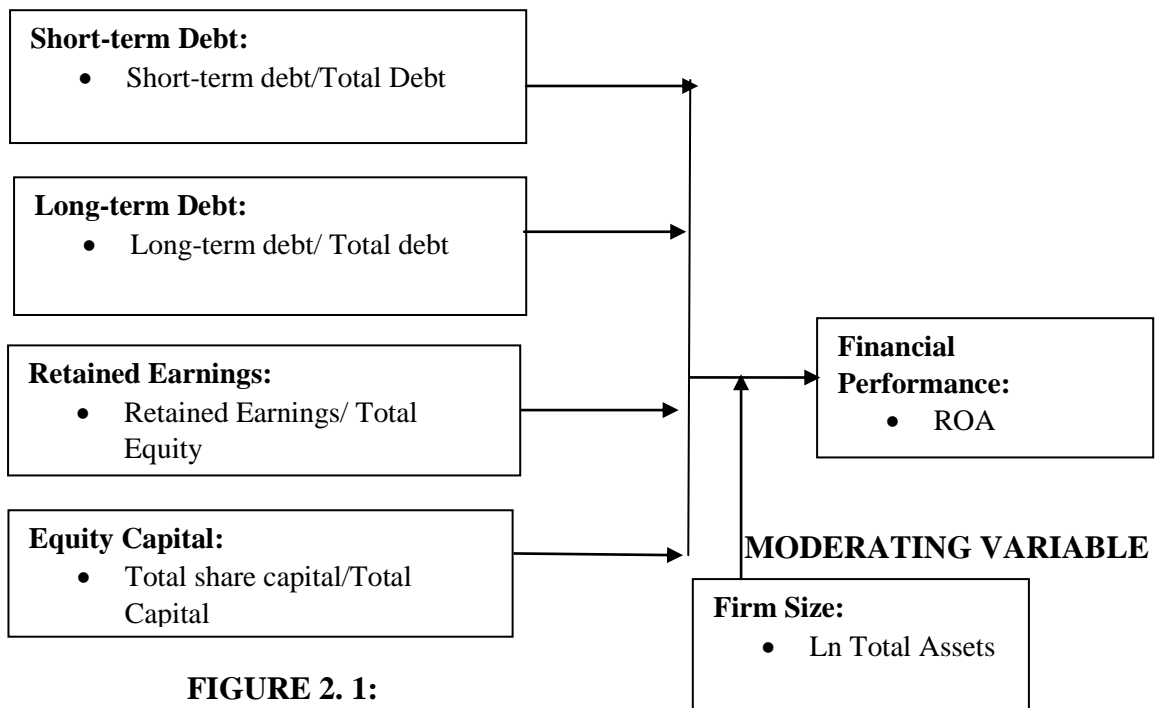 Short-term Debt:
• Short-term debt/Total Debt
Long-term Debt:
• Long-term debt/ Total debt
Retained Earnings:
• Retained Earnings/ Total
Equity
Equity Capital:
• Total share capital/Total
Capital
Financial
Performance:
• ROA
MODERATING VARIABLE
Firm Size:
• Ln Total Assets
FIGURE 2. 1: